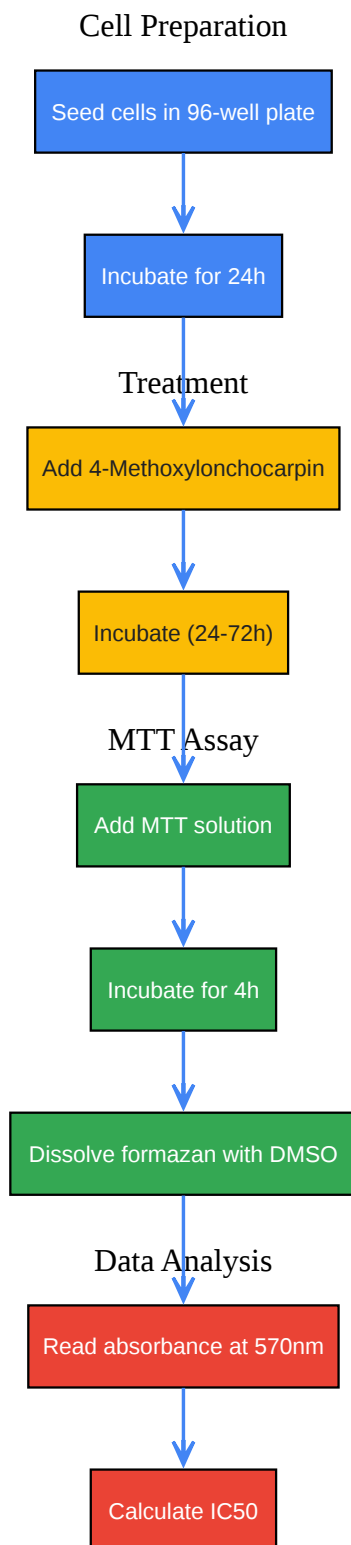 Cell Preparation
Seed cells in 96-well plate
Incubate for 24h
Treatment
Add 4-Methoxylonchocarpin
Incubate (24-72h)
MTT Assay
Add MTT solution
Incubate for 4h
Dissolve formazan with DMSO
Data Analysis
Read absorbance at 570nm
Calculate IC50